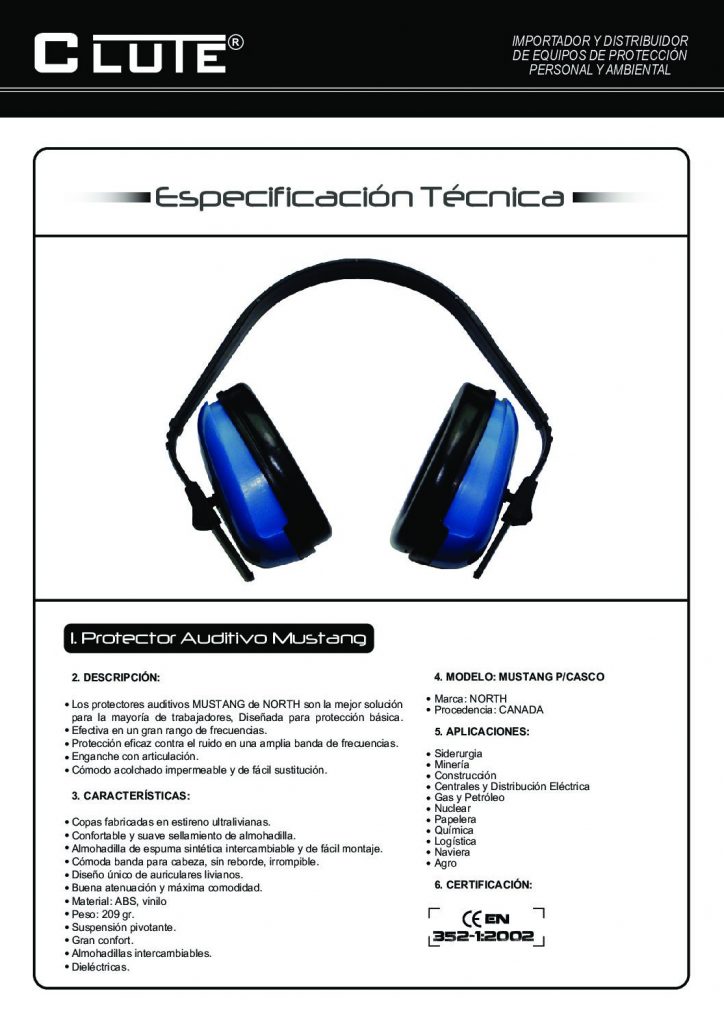 CLUTE®
IMPORTADOR Y DISTRIBUIDOR
DE EQUIPOS DE PROTECCIÓN
PERSONAL Y AMBIENTAL
Especificación Técnica
1. Protector Auditivo Mustang
2. DESCRIPCIÓN:
• Los protectores auditivos MUSTANG de NORTH son la mejor solución
para la mayoría de trabajadores, Diseñada para protección básica.
• Efectiva en un gran rango de frecuencias.
• Protección eficaz contra el ruido en una amplia banda de frecuencias.
• Enganche con articulación.
• Cómodo acolchado impermeable y de fácil sustitución.
3. CARACTERÍSTICAS:
• Copas fabricadas en estireno ultralivianas.
• Confortable y suave sellamiento de almohadilla.
• Almohadilla de espuma sintética intercambiable y de fácil montaje.
• Cómoda banda para cabeza, sin reborde, irrompible.
• Diseño único de auriculares livianos.
• Buena atenuación y máxima comodidad.
• Material: ABS, vinilo
• Peso: 209 gr.
• Suspensión pivotante.
• Gran confort.
• Almohadillas intercambiables.
• Dieléctricas.
4. MODELO: MUSTANG P/CASCO
• Marca: NORTH
• Procedencia: CANADA
5. APLICACIONES:
• Siderurgia
• Minería
• Construcción
• Centrales y Distribución Eléctrica
• Gas y Petróleo
• Nuclear
• Papelera
• Química
• Logística
• Naviera
• Agro
6. CERTIFICACIÓN:
CE EN
352-1:2002